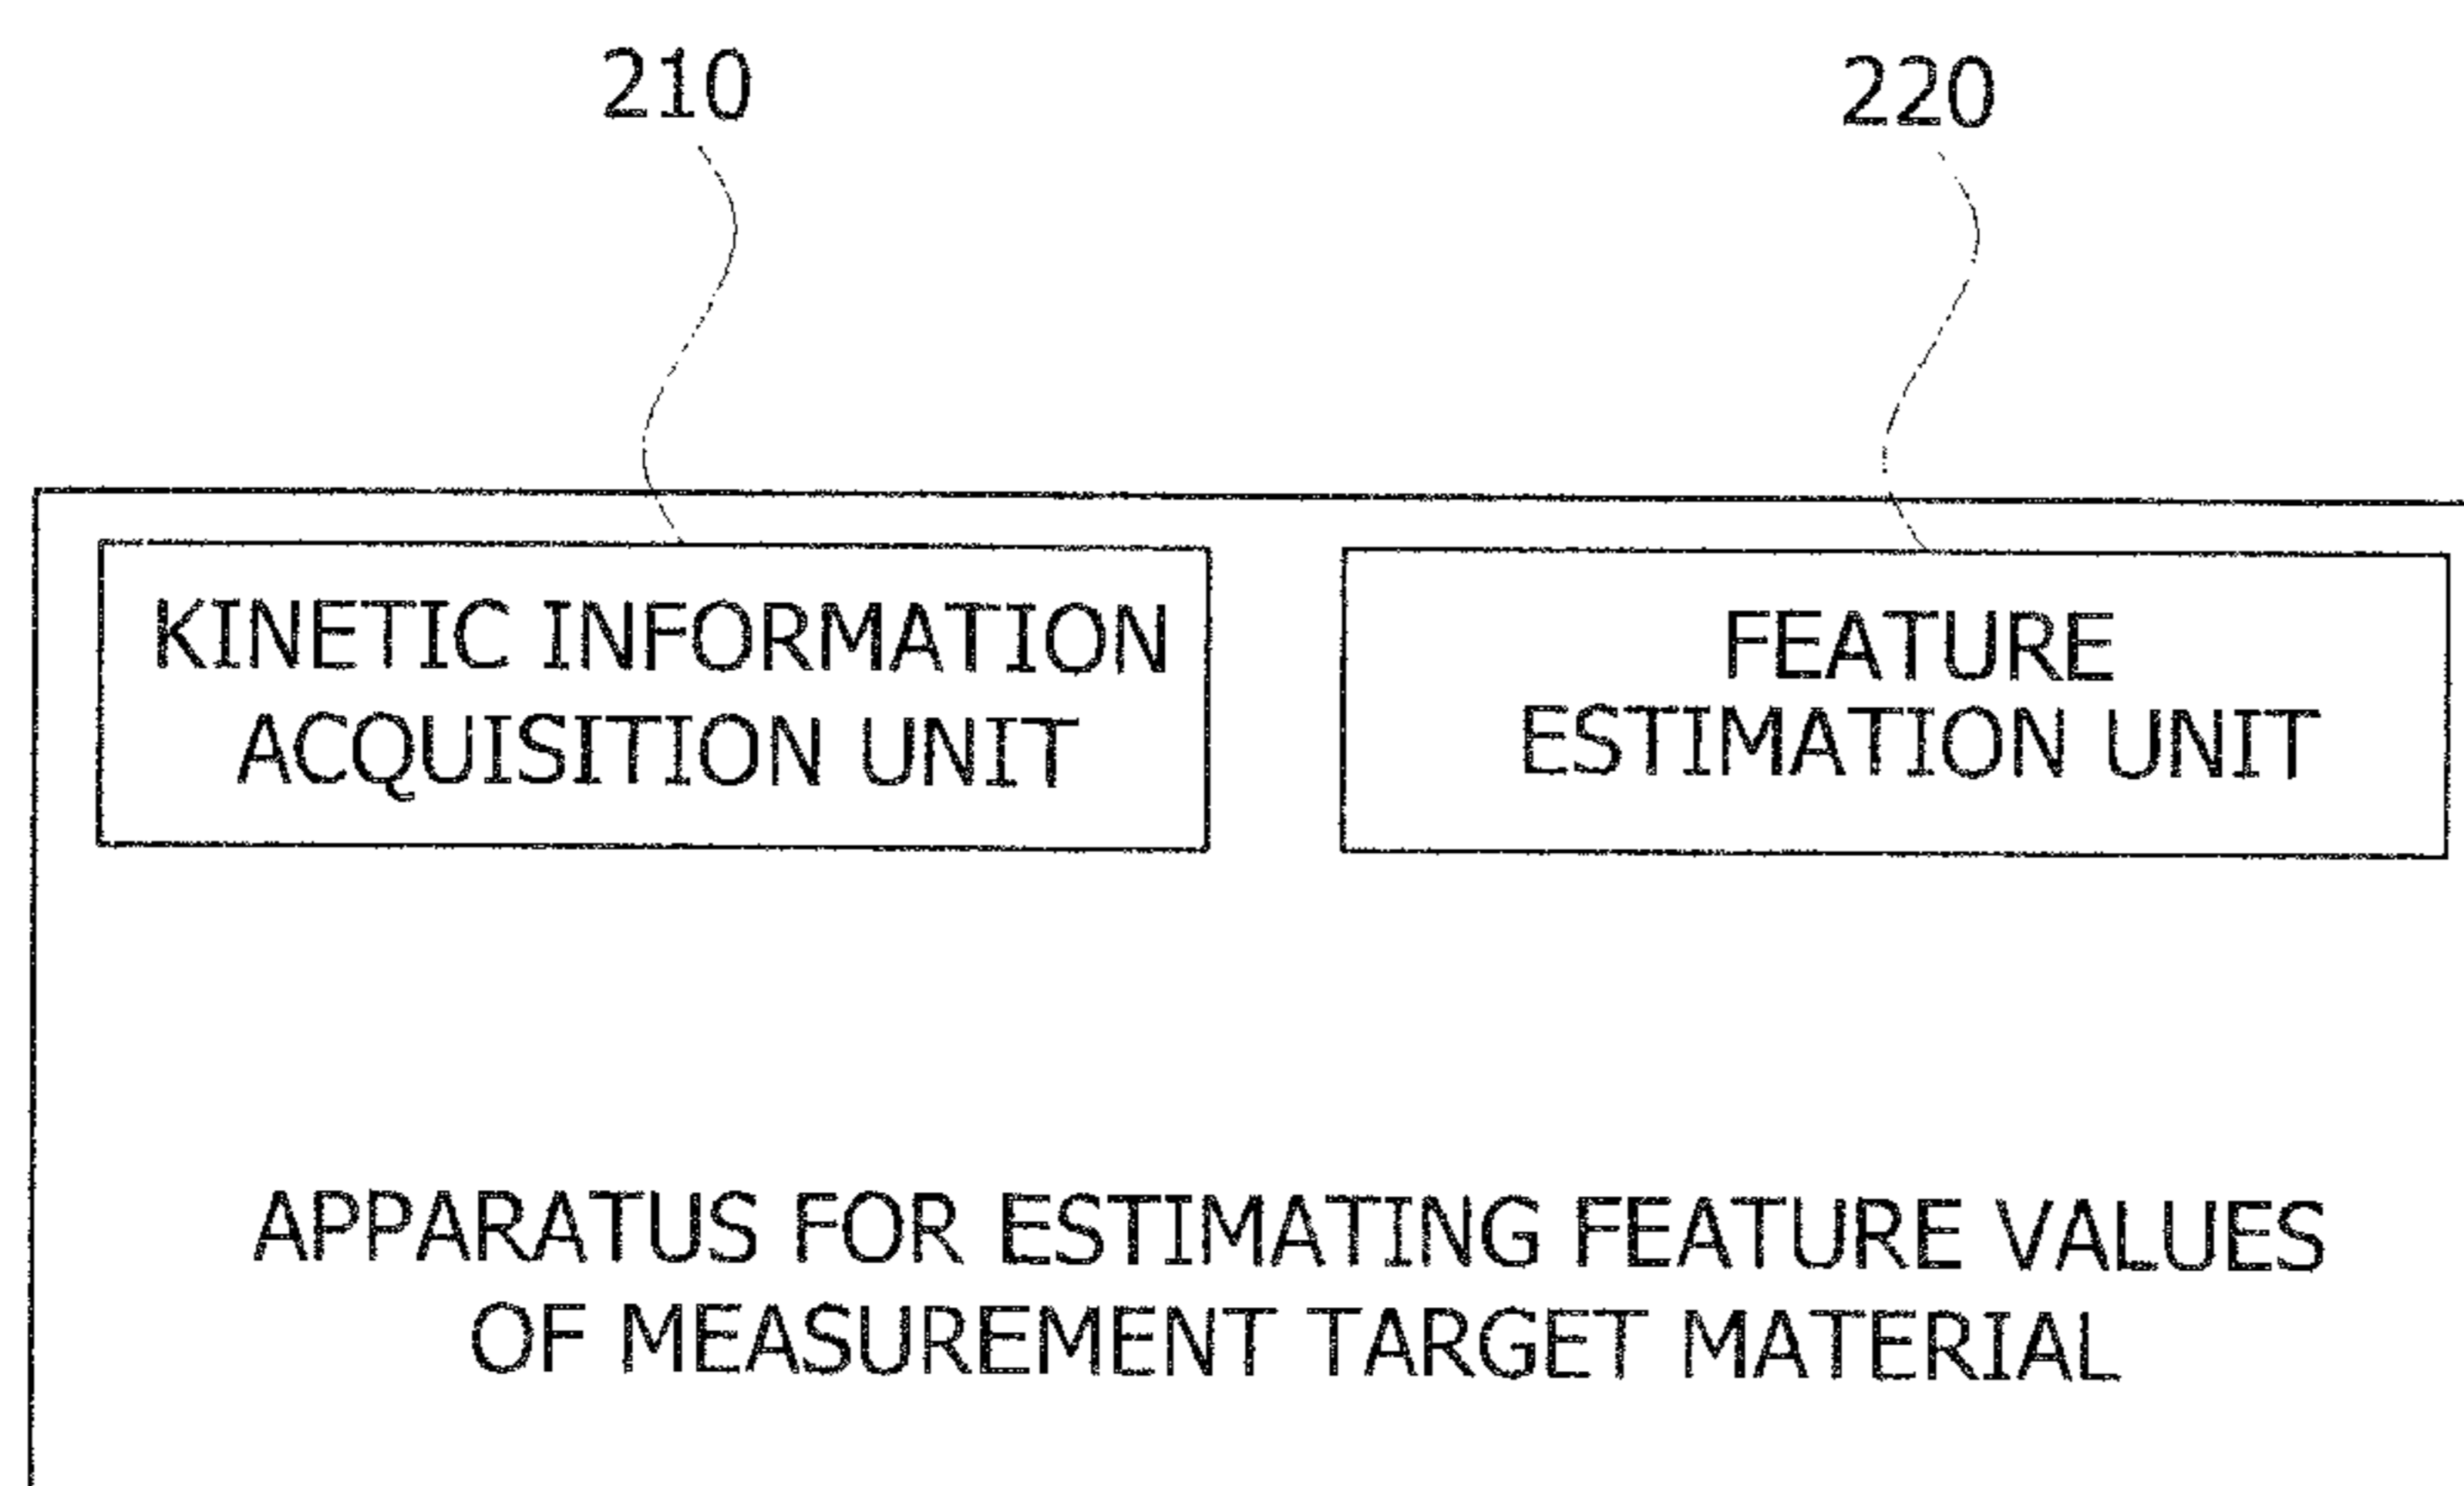 210
220
KINETIC INFORMATION
ACQUISITION UNIT
FEATURE
ESTIMATION UNIT
APPARATUS FOR ESTIMATING FEATURE VALUES
OF MEASUREMENT TARGET MATERIAL